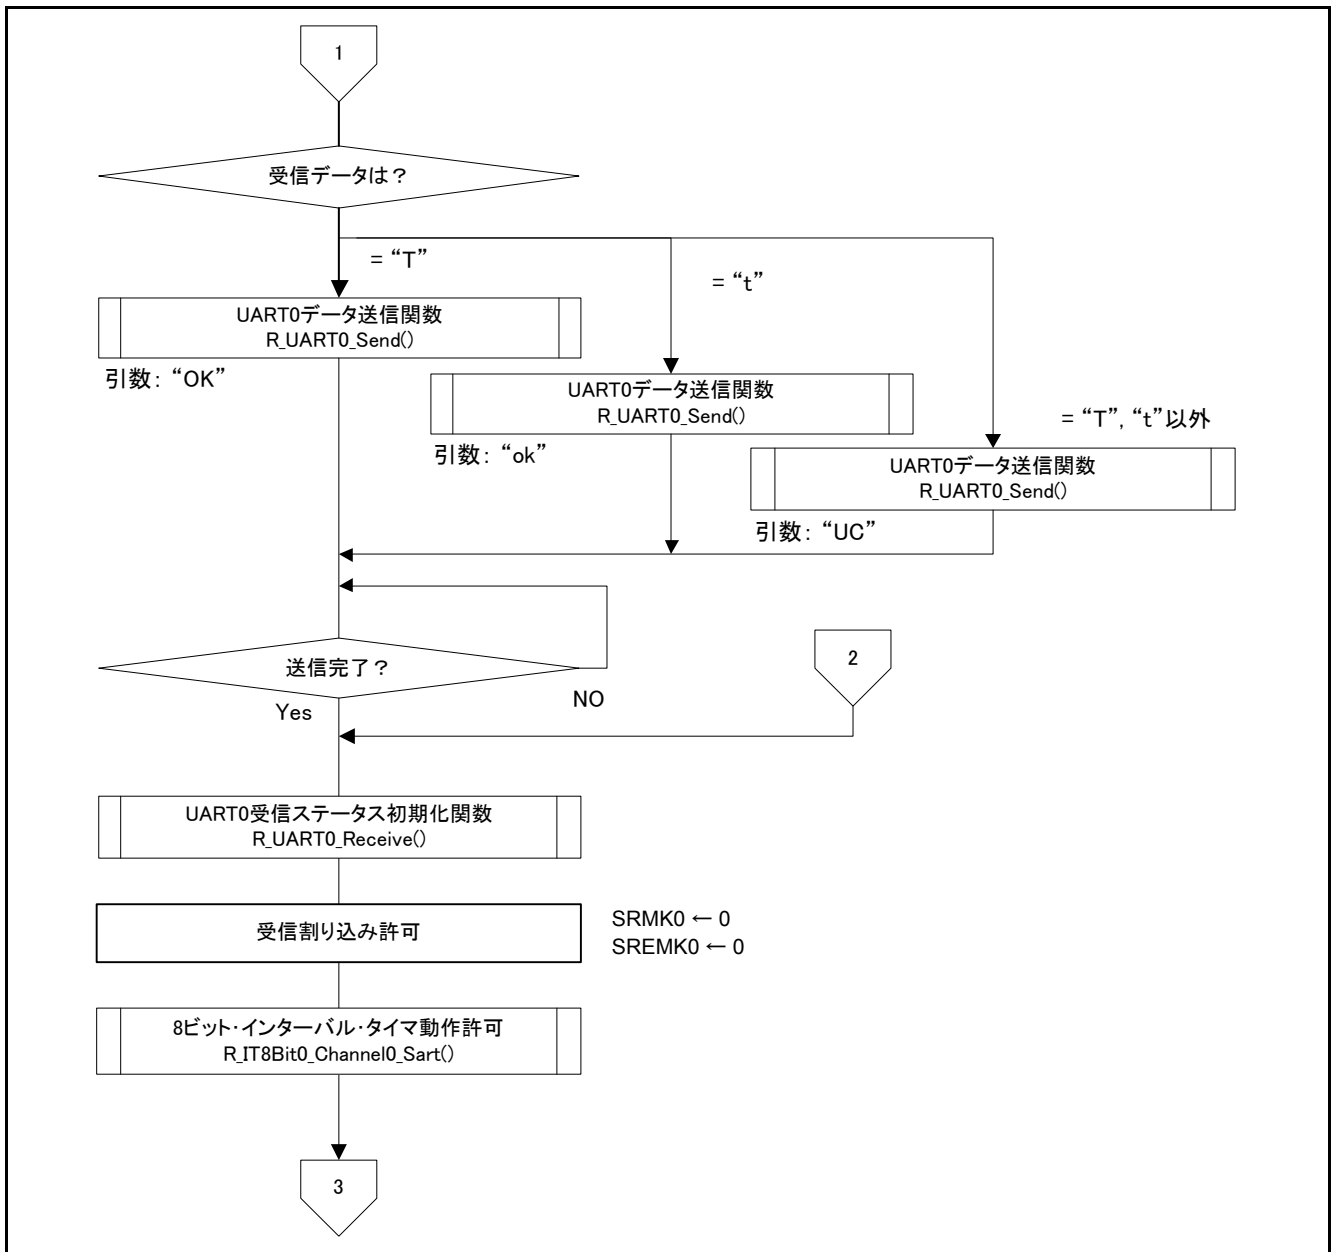 1
受信データは?
= “T”
= “t”
UART0データ送信関数
R_UART0_Send()
引数: “OK”
UART0データ送信関数
R_UART0_Send()
引数: “ok”
= “T”, “t”以外
UART0データ送信関数
R_UART0_Send()
引数: “UC”
送信完了?
NO
Yes
2
UART0受信ステータス初期化関数
R_UART0_Receive()
受信割り込み許可
SRMK0 ← 0
SREMK0 ← 0
8ビット・インターバル・タイマ動作許可
R_IT8Bit0_Channel0_Sart()
3